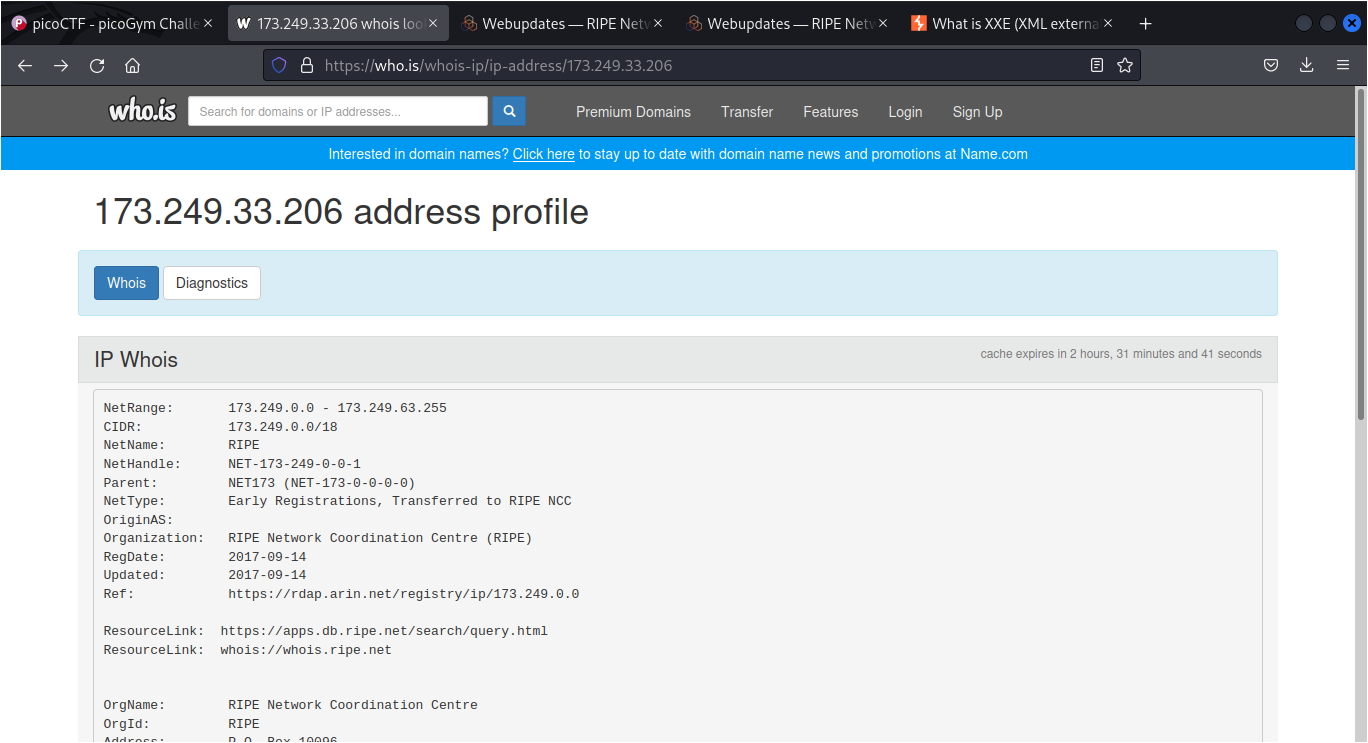 picoCTF - picoGym Challe
173.249.33.206 whois loo
Webupdates — RIPE Netw
Webupdates — RIPE Netw
What is XXE (XML externa
https://who.is/whois-ip/ip-address/173.249.33.206
who.is
Search for domains or IP addresses...
Premium Domains Transfer Features Login Sign Up
Interested in domain names? Click here to stay up to date with domain name news and promotions at Name.com
173.249.33.206 address profile
Whois Diagnostics
IP Whois
cache expires in 2 hours, 31 minutes and 41 seconds
NetRange: 173.249.0.0 - 173.249.63.255
CIDR: 173.249.0.0/18
NetName: RIPE
NetHandle: NET-173-249-0-0-1
Parent: NET173 (NET-173-0-0-0-0)
NetType: Early Registrations, Transferred to RIPE NCC
OriginAS:
Organization: RIPE Network Coordination Centre (RIPE)
RegDate: 2017-09-14
Updated: 2017-09-14
Ref: https://rdap.arin.net/registry/ip/173.249.0.0
ResourceLink: https://apps.db.ripe.net/search/query.html
ResourceLink: whois://whois.ripe.net
OrgName: RIPE Network Coordination Centre
OrgId: RIPE
Address: P.O. Box 10096